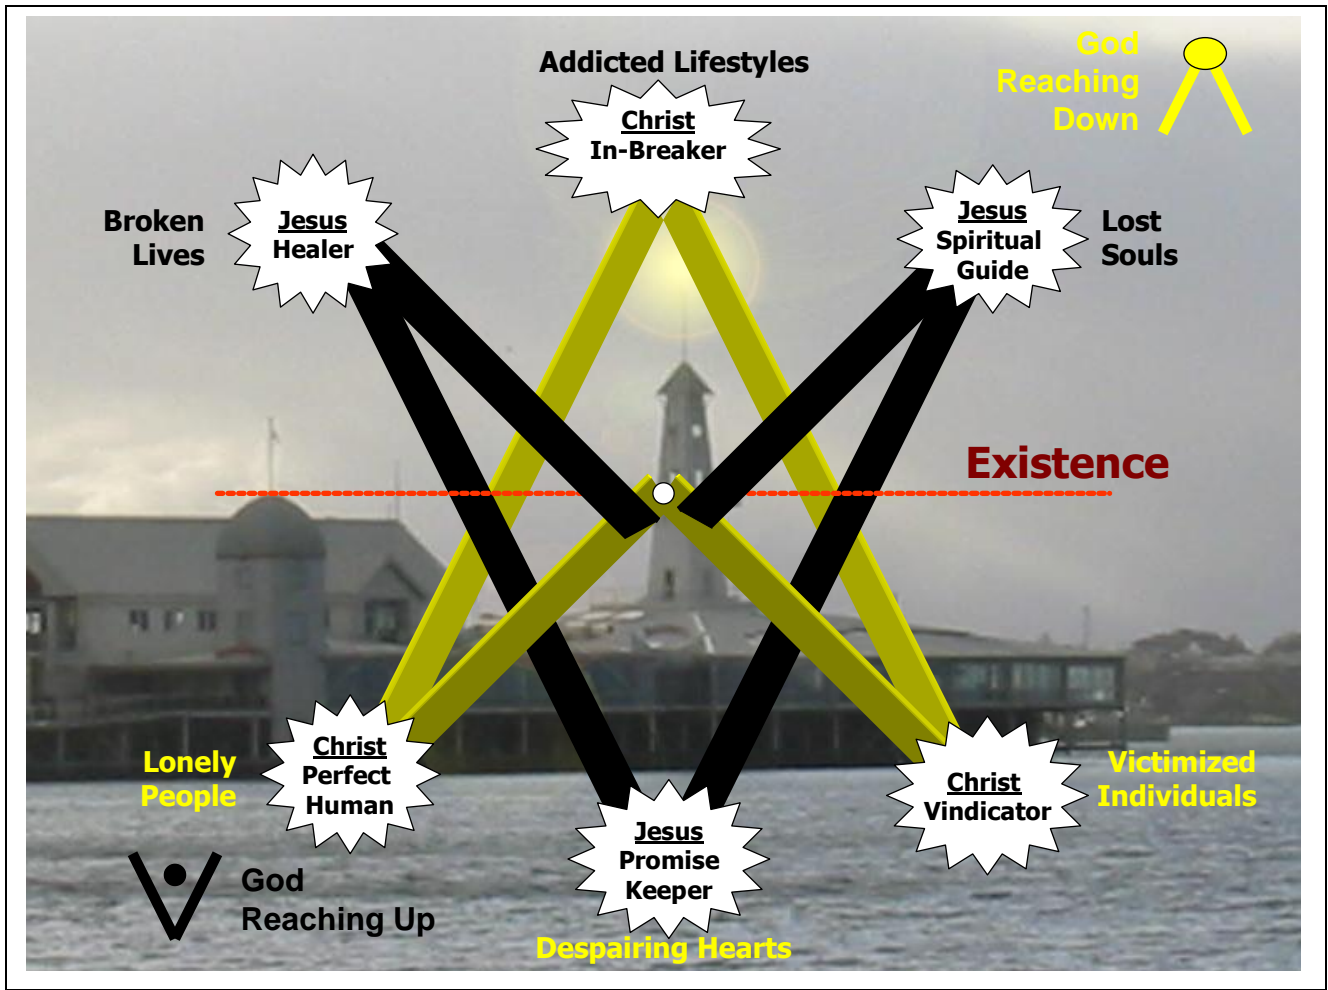 God
Reaching
Down
Addicted Lifestyles
Christ
In-Breaker
Broken
Lives
Jesus
Healer
Jesus
Spiritual
Guide
Lost
Souls
Existence
Lonely
People
Christ
Perfect
Human
Christ
Vindicator
Victimized
Individuals
Jesus
Promise
Keeper
Despairing Hearts
God
Reaching Up